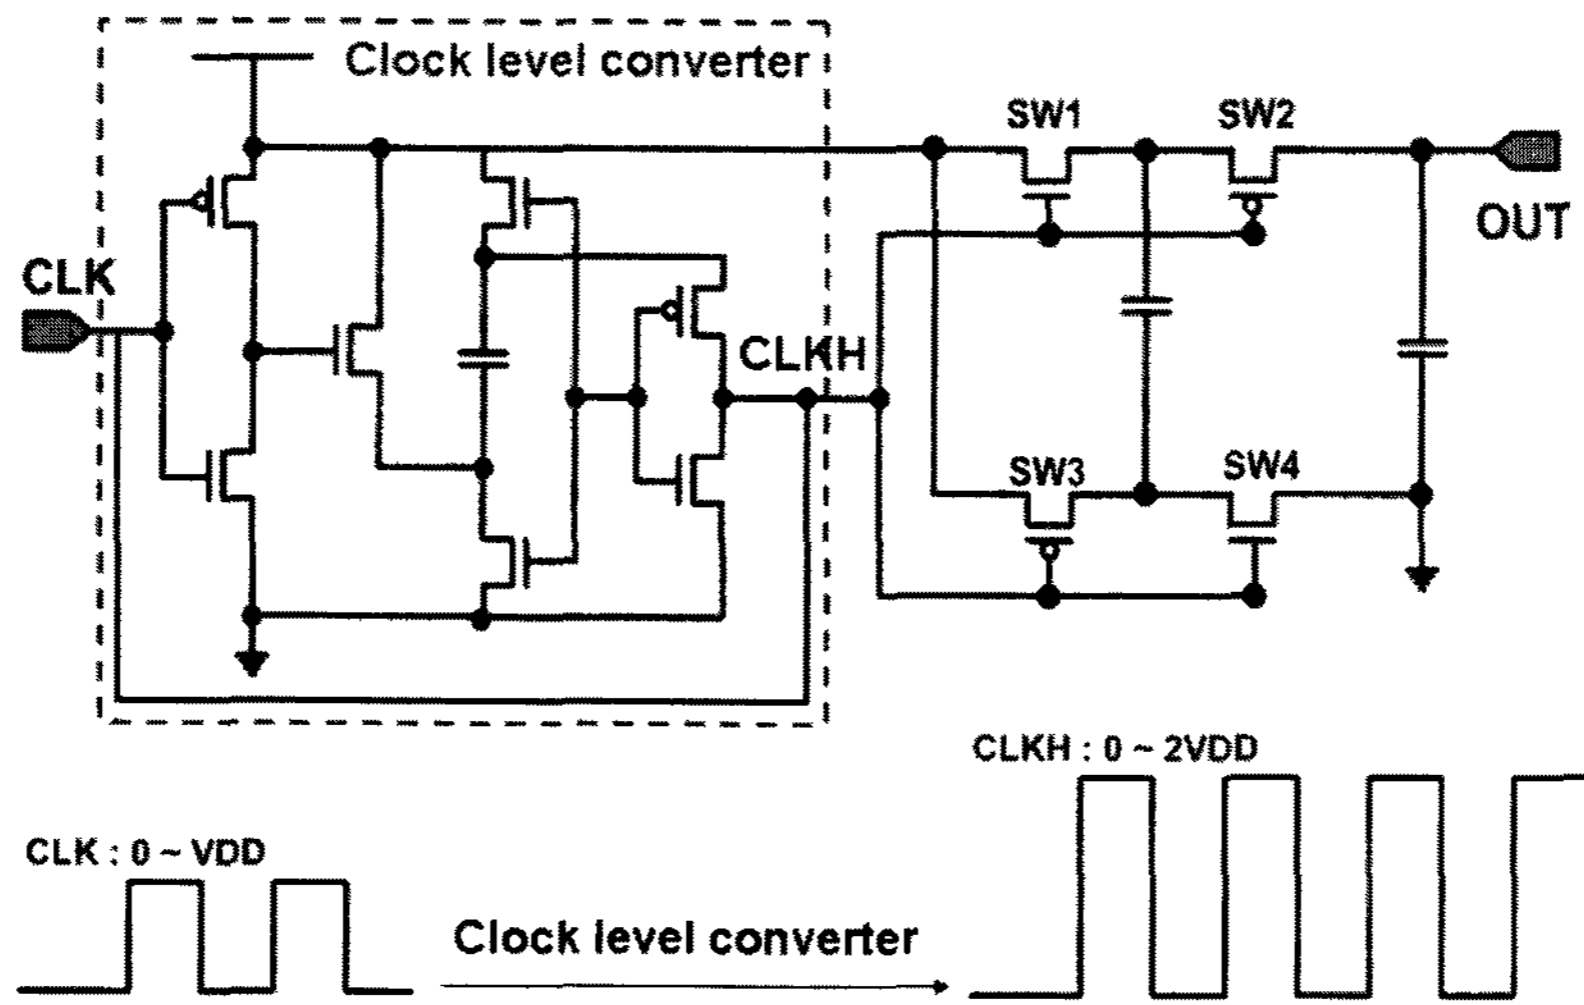 Clock level converter
SW1
SW2
OUT
CLK
CLKH
SW3
SW4
CLKH : 0 ~ 2VDD
CLK : 0 ~ VDD
Clock level converter